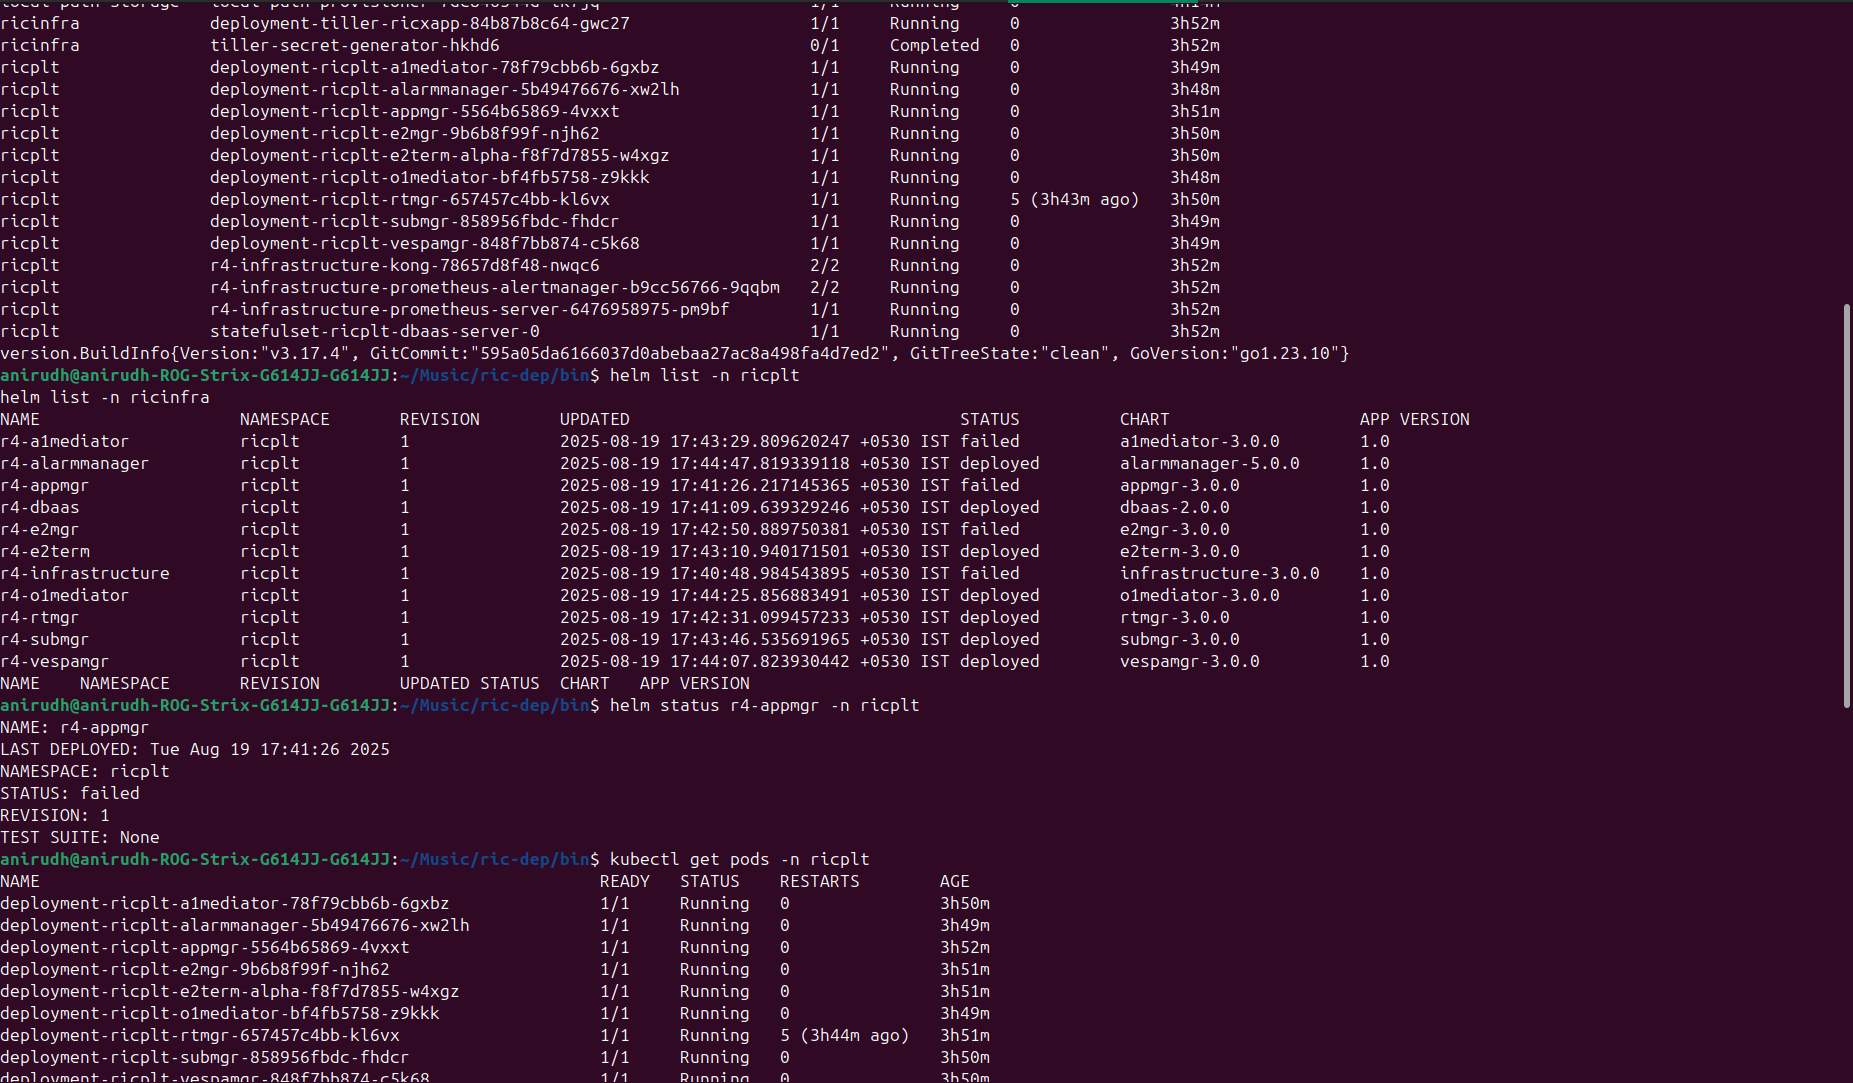 local-path-storage   local-path-provisioner-7dc846544d-tkfjq   1/1   Running   0   3h14m
ricinfra   deployment-tiller-ricxapp-84b87b8c64-gwc27   1/1   Running   0   3h52m
ricinfra   tiller-secret-generator-hkhd6   0/1   Completed   0   3h52m
ricplt   deployment-ricplt-a1mediator-78f79cbb6b-6gxbz   1/1   Running   0   3h49m
ricplt   deployment-ricplt-alarmmanager-5b49476676-xw2lh   1/1   Running   0   3h48m
ricplt   deployment-ricplt-appmgr-5564b65869-4vxxt   1/1   Running   0   3h51m
ricplt   deployment-ricplt-e2mgr-9b6b8f99f-njh62   1/1   Running   0   3h50m
ricplt   deployment-ricplt-e2term-alpha-f8f7d7855-w4xgz   1/1   Running   0   3h50m
ricplt   deployment-ricplt-o1mediator-bf4fb5758-z9kkk   1/1   Running   0   3h48m
ricplt   deployment-ricplt-rtmgr-657457c4bb-kl6vx   1/1   Running   5 (3h43m ago)   3h50m
ricplt   deployment-ricplt-submgr-858956fbdc-fhdcr   1/1   Running   0   3h49m
ricplt   deployment-ricplt-vespamgr-848f7bb874-c5k68   1/1   Running   0   3h49m
ricplt   r4-infrastructure-kong-78657d8f48-nwqc6   2/2   Running   0   3h52m
ricplt   r4-infrastructure-prometheus-alertmanager-b9cc56766-9qqbm   2/2   Running   0   3h52m
ricplt   r4-infrastructure-prometheus-server-6476958975-pm9bf   1/1   Running   0   3h52m
ricplt   statefulset-ricplt-dbaas-server-0   1/1   Running   0   3h52m
version.BuildInfo{Version:"v3.17.4", GitCommit:"595a05da6166037d0abebaa27ac8a498fa4d7ed2", GitTreeState:"clean", GoVersion:"go1.23.10"}
anirudh@anirudh-ROG-Strix-G614JJ-G614JJ:~/Music/ric-dep/bin$ helm list -n ricplt
helm list -n ricinfra
NAME   NAMESPACE   REVISION   UPDATED   STATUS   CHART   APP VERSION
r4-a1mediator   ricplt   1   2025-08-19 17:43:29.809620247 +0530 IST failed   a1mediator-3.0.0   1.0
r4-alarmmanager   ricplt   1   2025-08-19 17:44:47.819339118 +0530 IST deployed   alarmmanager-5.0.0   1.0
r4-appmgr   ricplt   1   2025-08-19 17:41:26.217145365 +0530 IST failed   appmgr-3.0.0   1.0
r4-dbaas   ricplt   1   2025-08-19 17:41:09.639329246 +0530 IST deployed   dbaas-2.0.0   1.0
r4-e2mgr   ricplt   1   2025-08-19 17:42:50.889750381 +0530 IST failed   e2mgr-3.0.0   1.0
r4-e2term   ricplt   1   2025-08-19 17:43:10.940171501 +0530 IST deployed   e2term-3.0.0   1.0
r4-infrastructure   ricplt   1   2025-08-19 17:40:48.984543895 +0530 IST failed   infrastructure-3.0.0   1.0
r4-o1mediator   ricplt   1   2025-08-19 17:44:25.856883491 +0530 IST deployed   o1mediator-3.0.0   1.0
r4-rtmgr   ricplt   1   2025-08-19 17:42:31.099457233 +0530 IST deployed   rtmgr-3.0.0   1.0
r4-submgr   ricplt   1   2025-08-19 17:43:46.535691965 +0530 IST deployed   submgr-3.0.0   1.0
r4-vespamgr   ricplt   1   2025-08-19 17:44:07.823930442 +0530 IST deployed   vespamgr-3.0.0   1.0
NAME   NAMESPACE   REVISION   UPDATED STATUS   CHART   APP VERSION
anirudh@anirudh-ROG-Strix-G614JJ-G614JJ:~/Music/ric-dep/bin$ helm status r4-appmgr -n ricplt
NAME: r4-appmgr
LAST DEPLOYED: Tue Aug 19 17:41:26 2025
NAMESPACE: ricplt
STATUS: failed
REVISION: 1
TEST SUITE: None
anirudh@anirudh-ROG-Strix-G614JJ-G614JJ:~/Music/ric-dep/bin$ kubectl get pods -n ricplt
NAME   READY   STATUS   RESTARTS   AGE
deployment-ricplt-a1mediator-78f79cbb6b-6gxbz   1/1   Running   0   3h50m
deployment-ricplt-alarmmanager-5b49476676-xw2lh   1/1   Running   0   3h49m
deployment-ricplt-appmgr-5564b65869-4vxxt   1/1   Running   0   3h52m
deployment-ricplt-e2mgr-9b6b8f99f-njh62   1/1   Running   0   3h51m
deployment-ricplt-e2term-alpha-f8f7d7855-w4xgz   1/1   Running   0   3h51m
deployment-ricplt-o1mediator-bf4fb5758-z9kkk   1/1   Running   0   3h49m
deployment-ricplt-rtmgr-657457c4bb-kl6vx   1/1   Running   5 (3h44m ago)   3h51m
deployment-ricplt-submgr-858956fbdc-fhdcr   1/1   Running   0   3h50m
deployment-ricplt-vespamgr-848f7bb874-c5k68   1/1   Running   0   3h50m